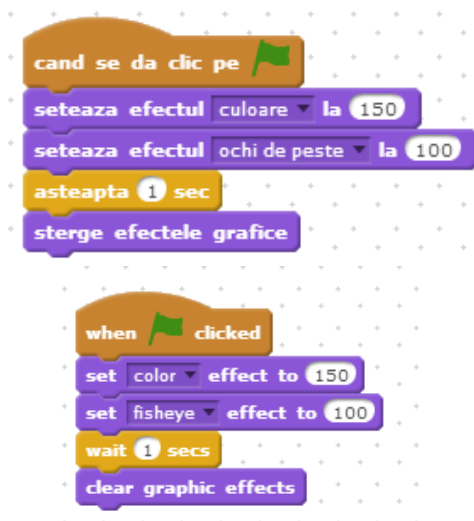 cand se da clic pe
seteaza efectul culoare la 150
seteaza efectul ochi de peste la 100
asteapta 1 sec
sterge efectele grafice
when clicked
set color effect to 150
set fisheye effect to 100
wait 1 secs
clear graphic effects